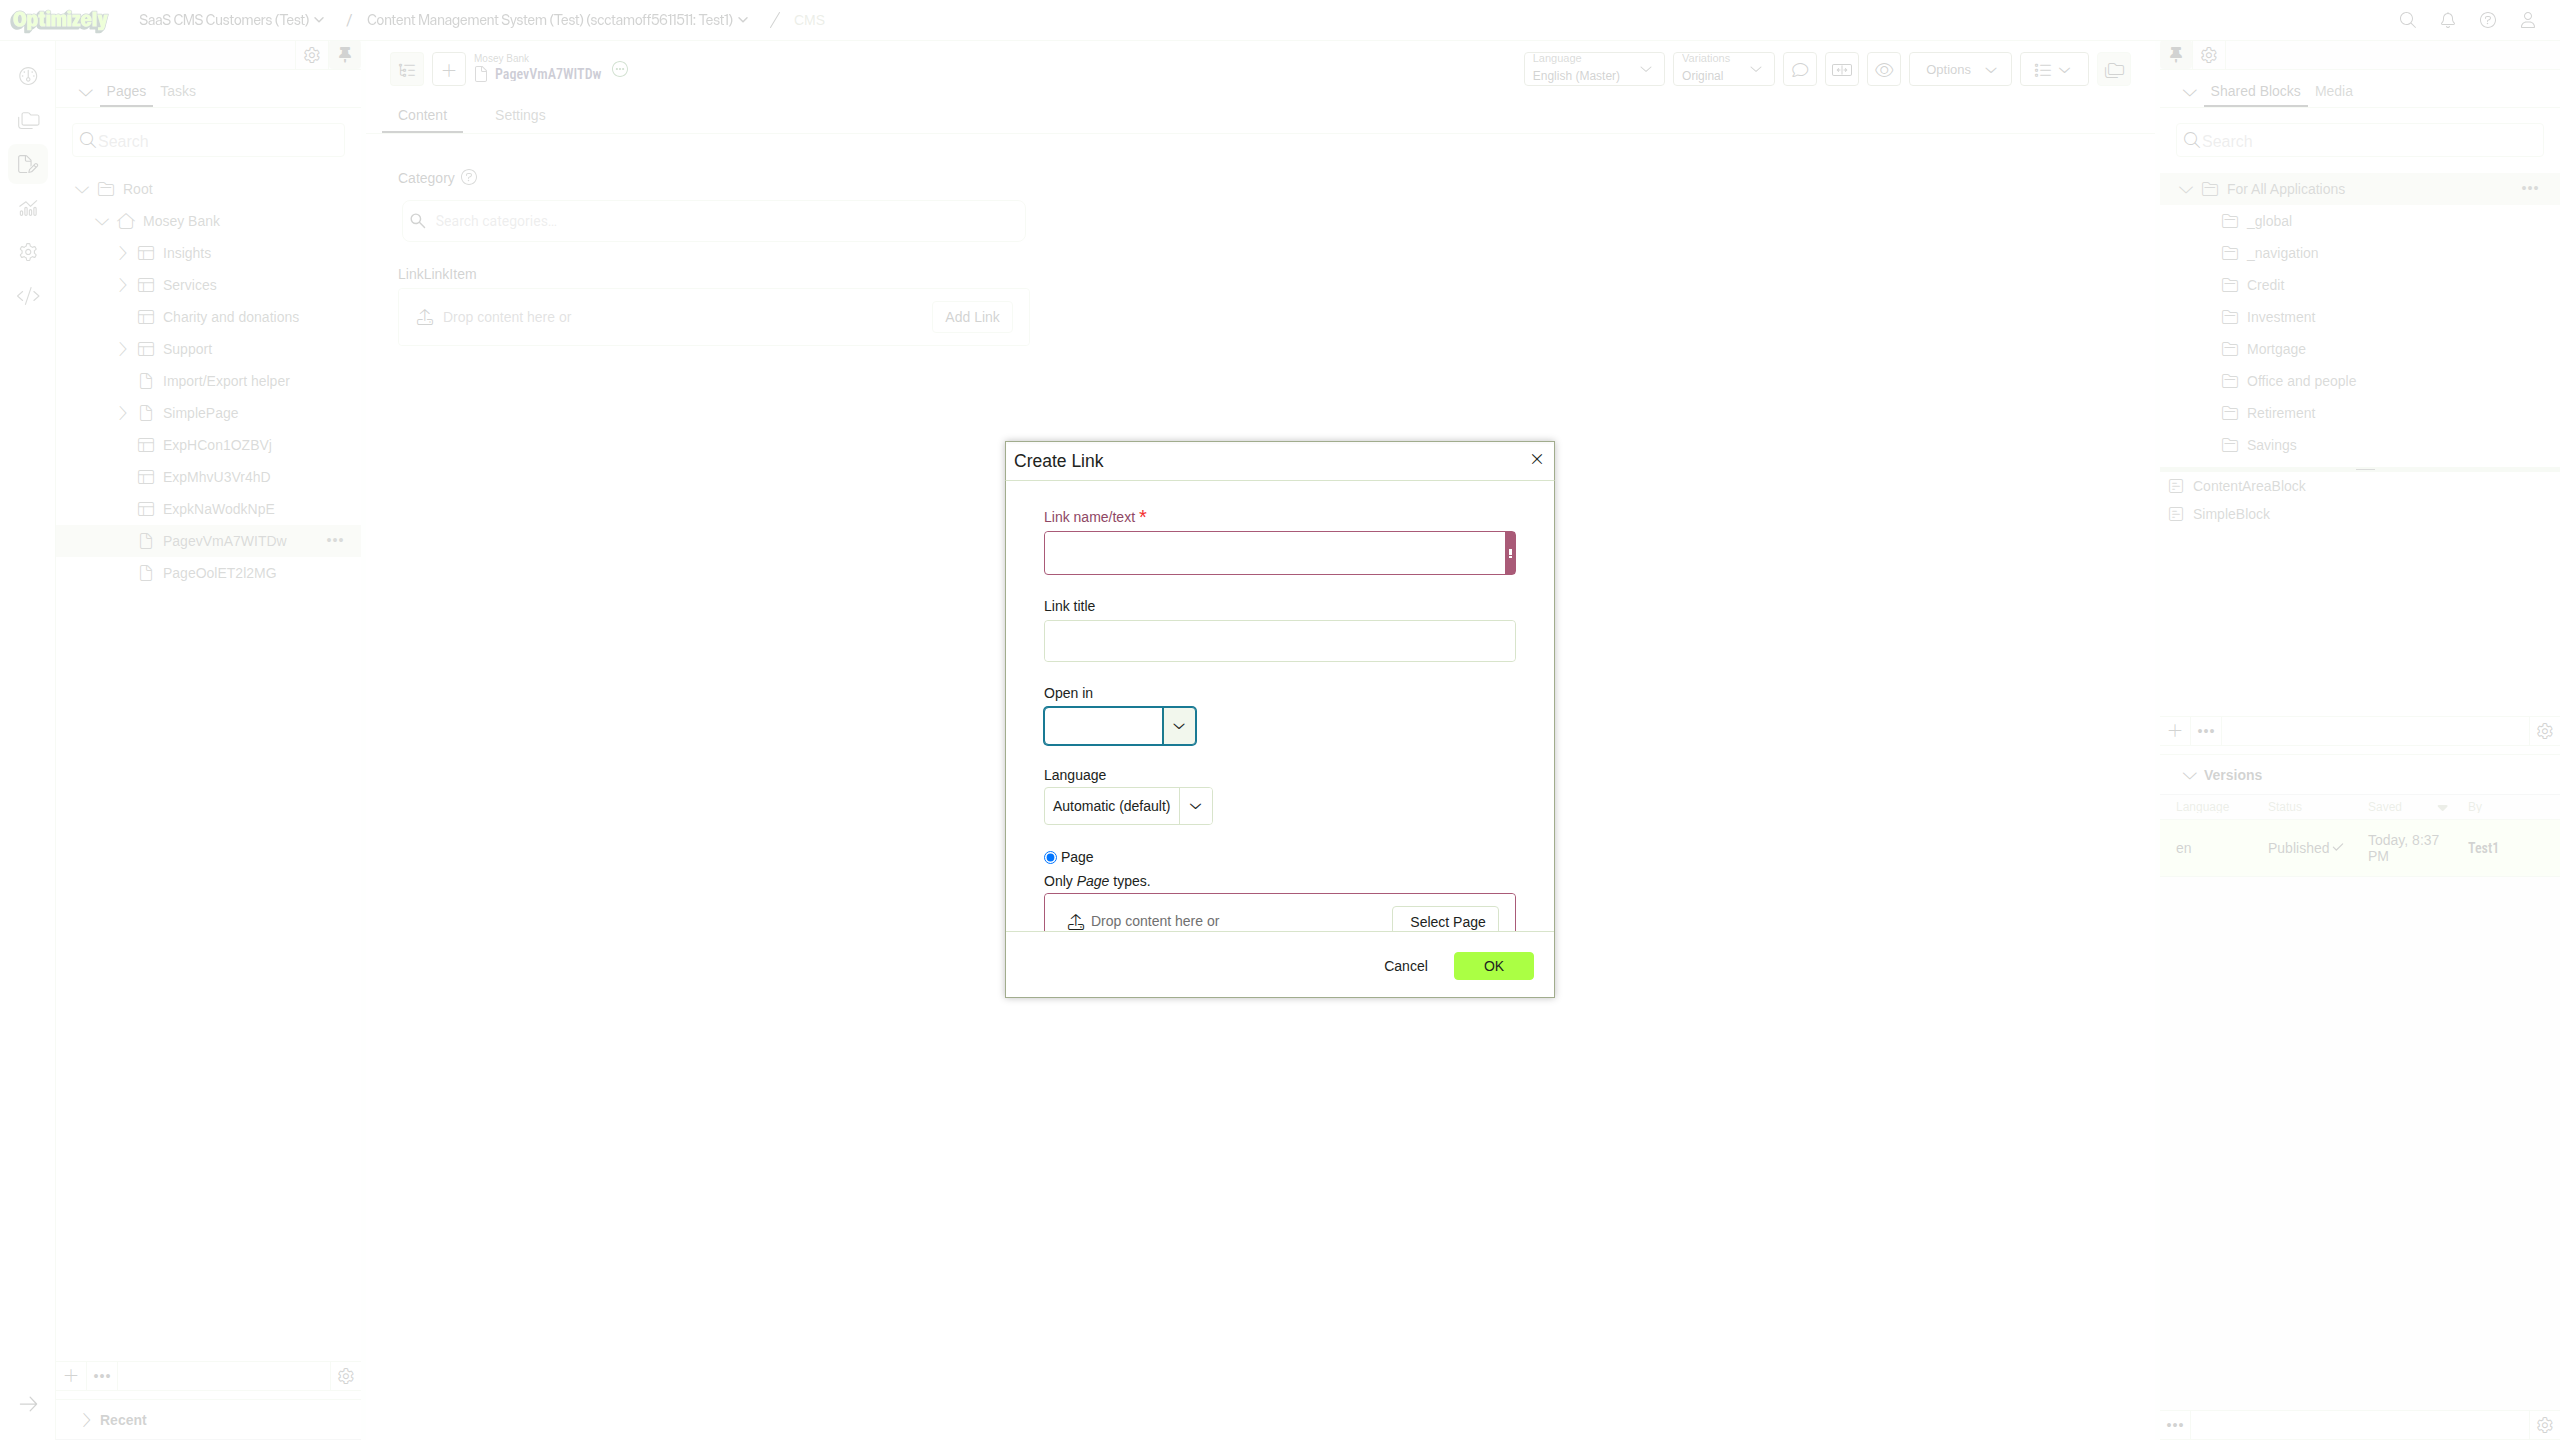 Optimizely
SaaS CMS Customers (Test) / Content Management System (Test) (scctamoff5611511: Test1) / CMS
Pages Tasks
Search
Root
Mosey Bank
Insights
Services
Charity and donations
Support
Import/Export helper
SimplePage
ExpHCon1OZBVj
ExpMhvU3Vr4hD
ExpkNaWodkNpE
PagevVmA7WITDw
PageOolET2l2MG
Recent
Mosey Bank
PagevVmA7WITDw
Language
English (Master)
Variations
Original
Options
Content Settings
Category
Search categories...
LinkLinkItem
Drop content here or Add Link
Create Link
Link name/text *
Link title
Open in
Language
Automatic (default)
Page
Only Page types.
Drop content here or Select Page
Cancel OK
Shared Blocks Media
Search
For All Applications
_global
_navigation
Credit
Investment
Mortgage
Office and people
Retirement
Savings
ContentAreaBlock
SimpleBlock
Versions
Language Status Saved By
en Published Today, 8:37 PM Test1